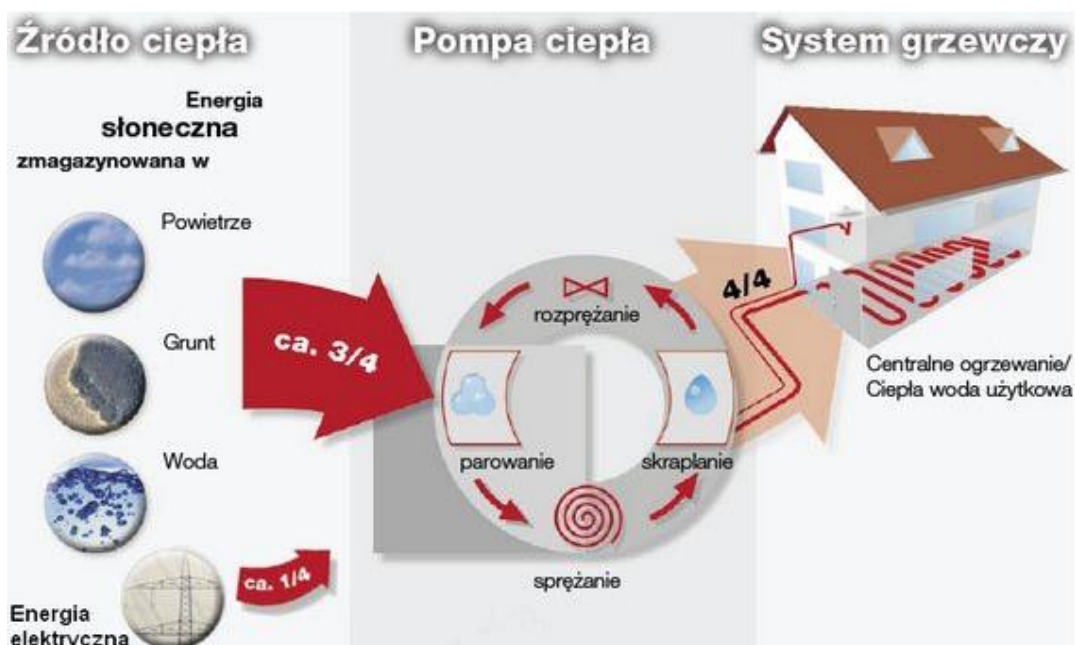 Źródło ciepła
Pompa ciepła
System grzewczy
Energia
słoneczna
zmagazynowana w
Powietrze
Grunt
Woda
Energia
elektryczna
ca. 3/4
ca. 1/4
rozprężanie
parowanie
skraplanie
sprężanie
4/4
Centralne ogrzewanie/
Ciepła woda użytkowa